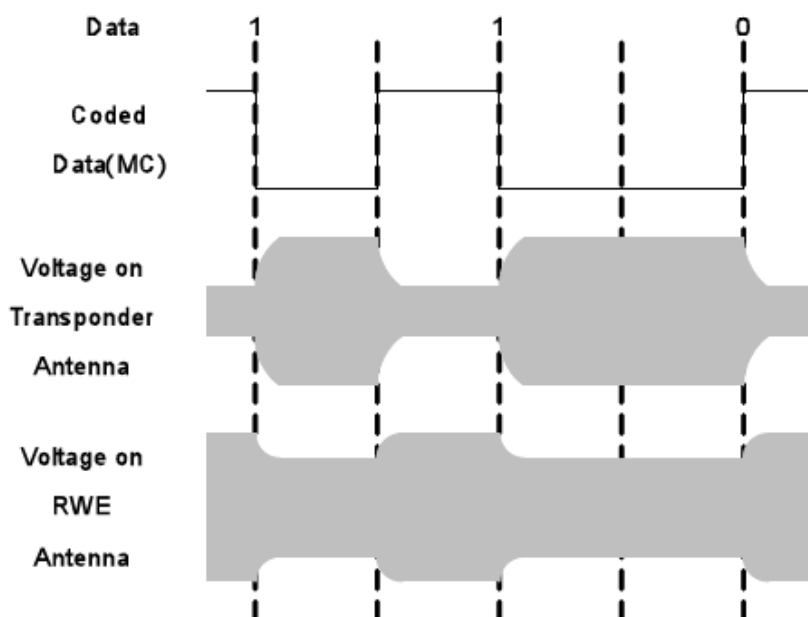 Data 1 1 0
Coded
Data(MC)
Voltage on
Transponder
Antenna
Voltage on
RWE
Antenna